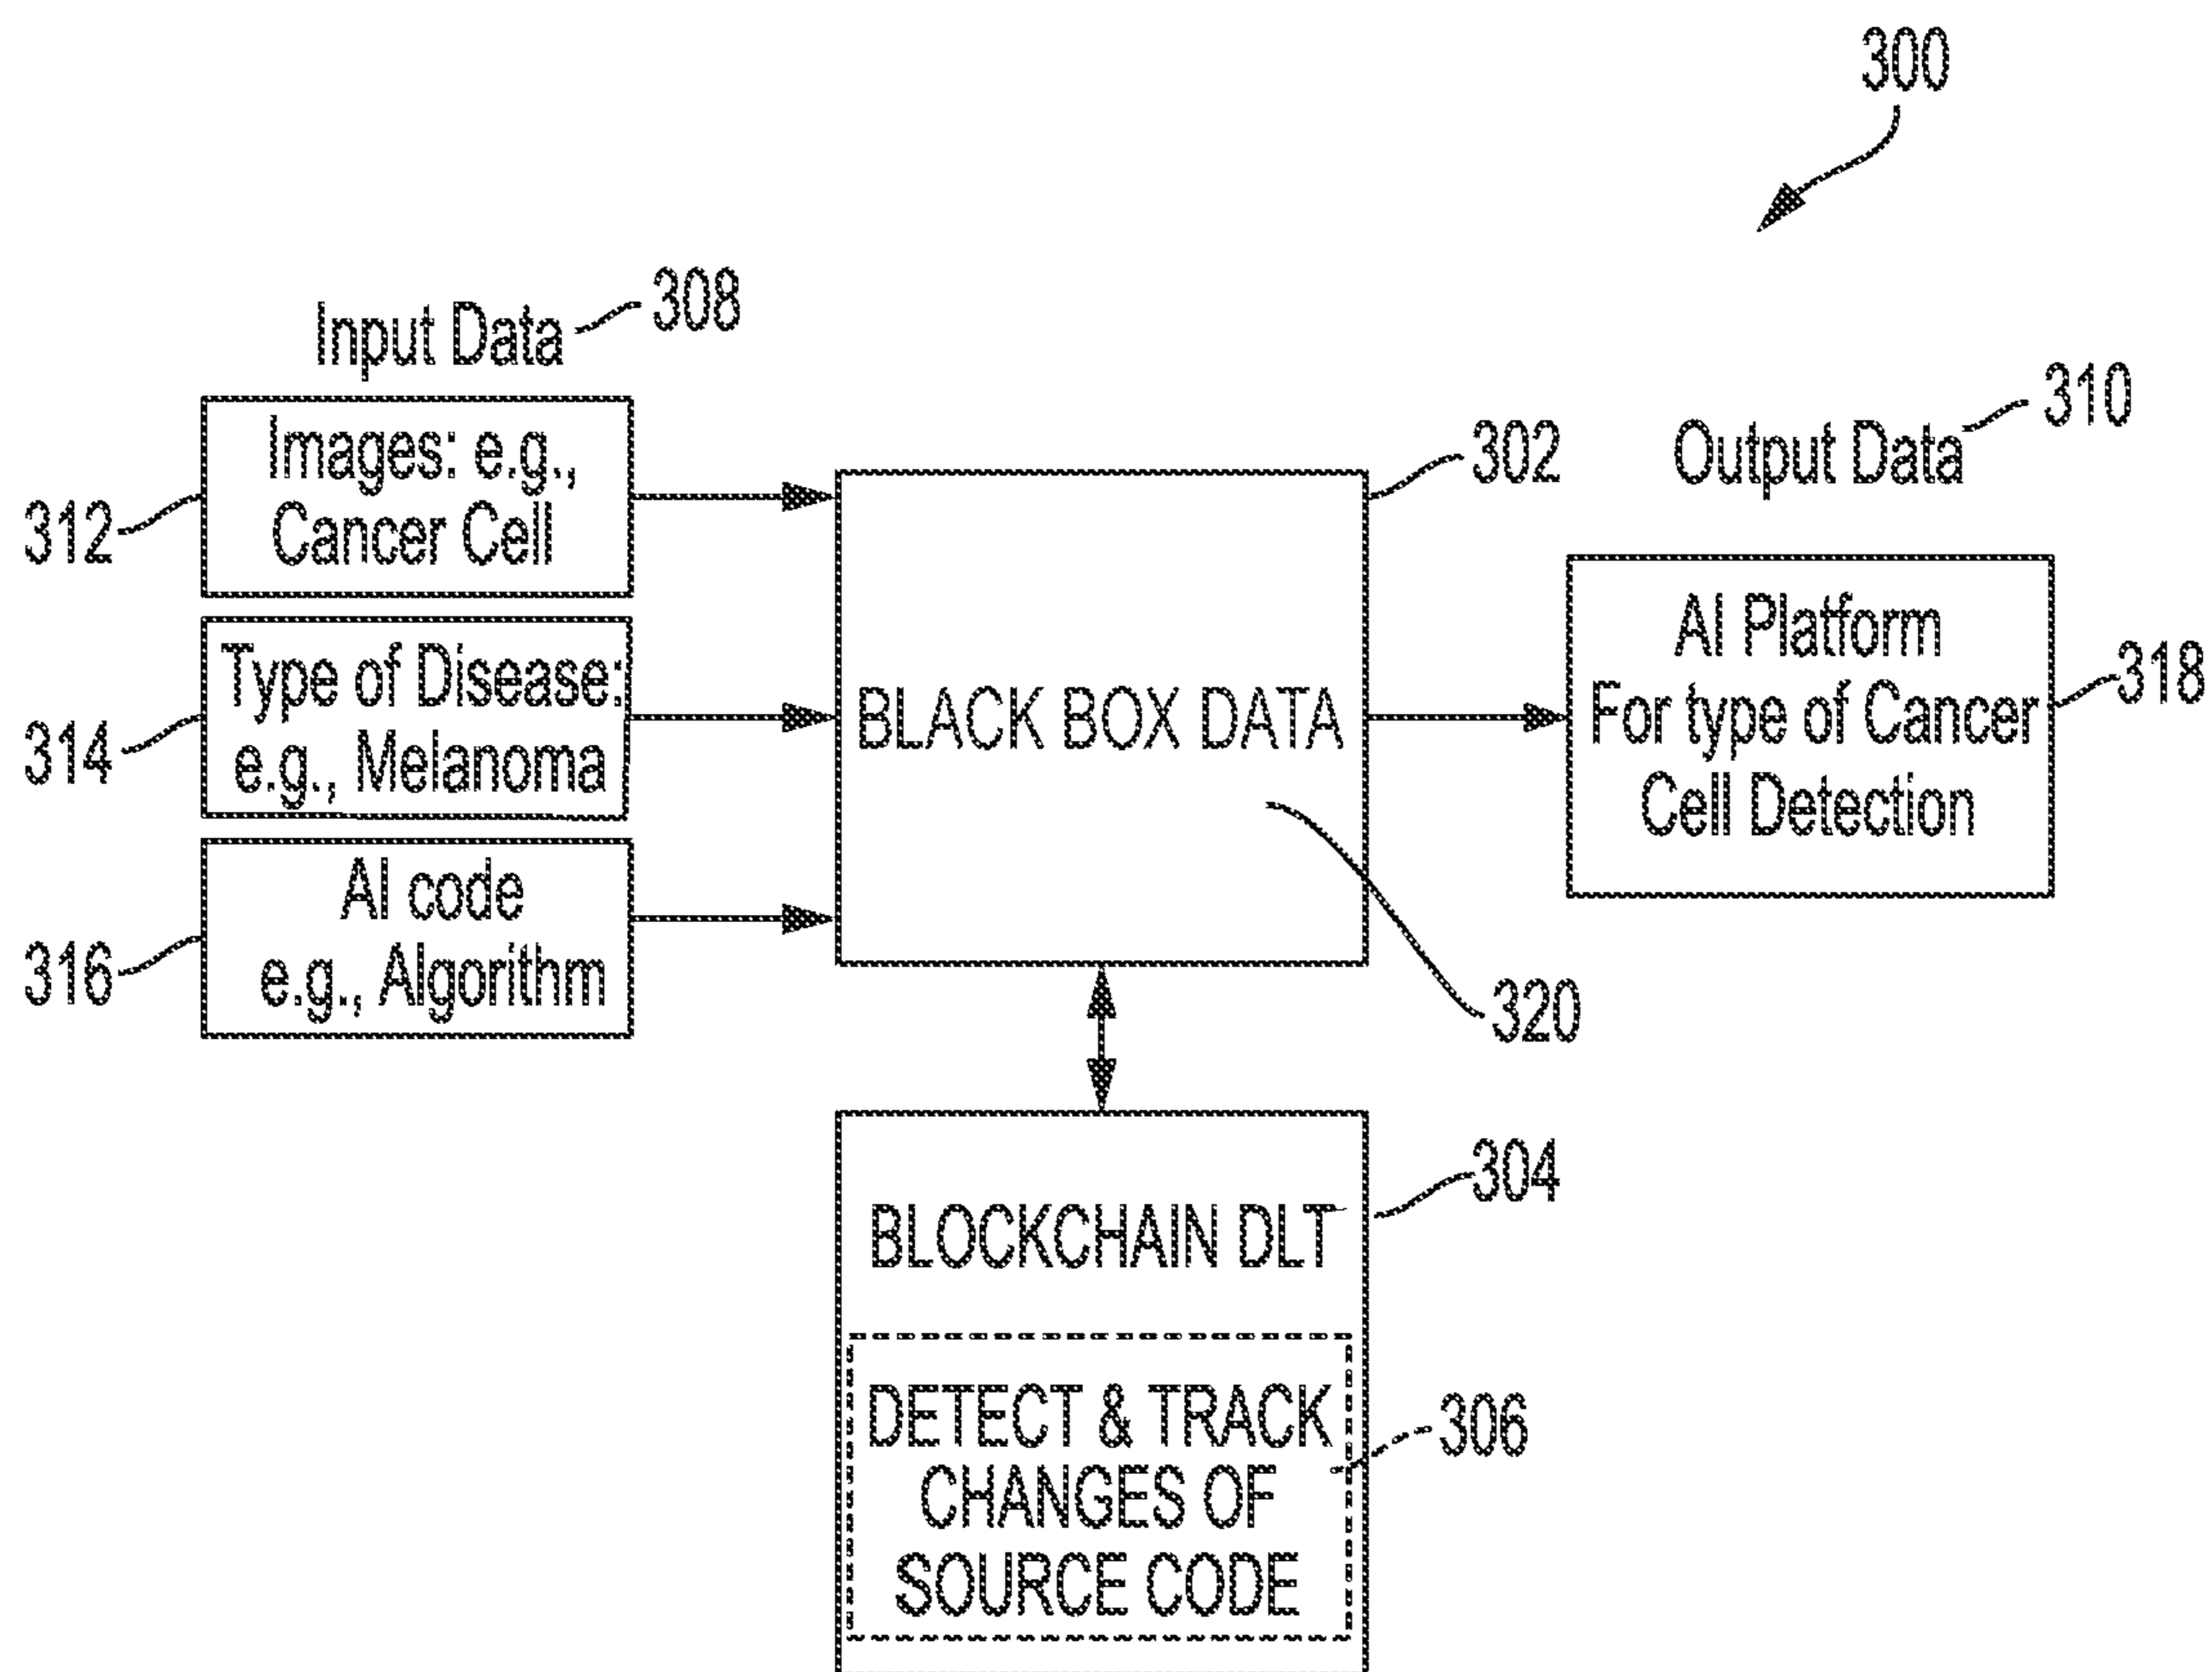 300
Input Data
308
Images: e.g.,
Cancer Cell
312
Type of Disease:
e.g., Melanoma
314
AI code
e.g., Algorithm
316
BLACK BOX DATA
302
320
Output Data
310
AI Platform
For type of Cancer
Cell Detection
318
BLOCKCHAIN DLT
304
DETECT & TRACK
CHANGES OF
SOURCE CODE
306